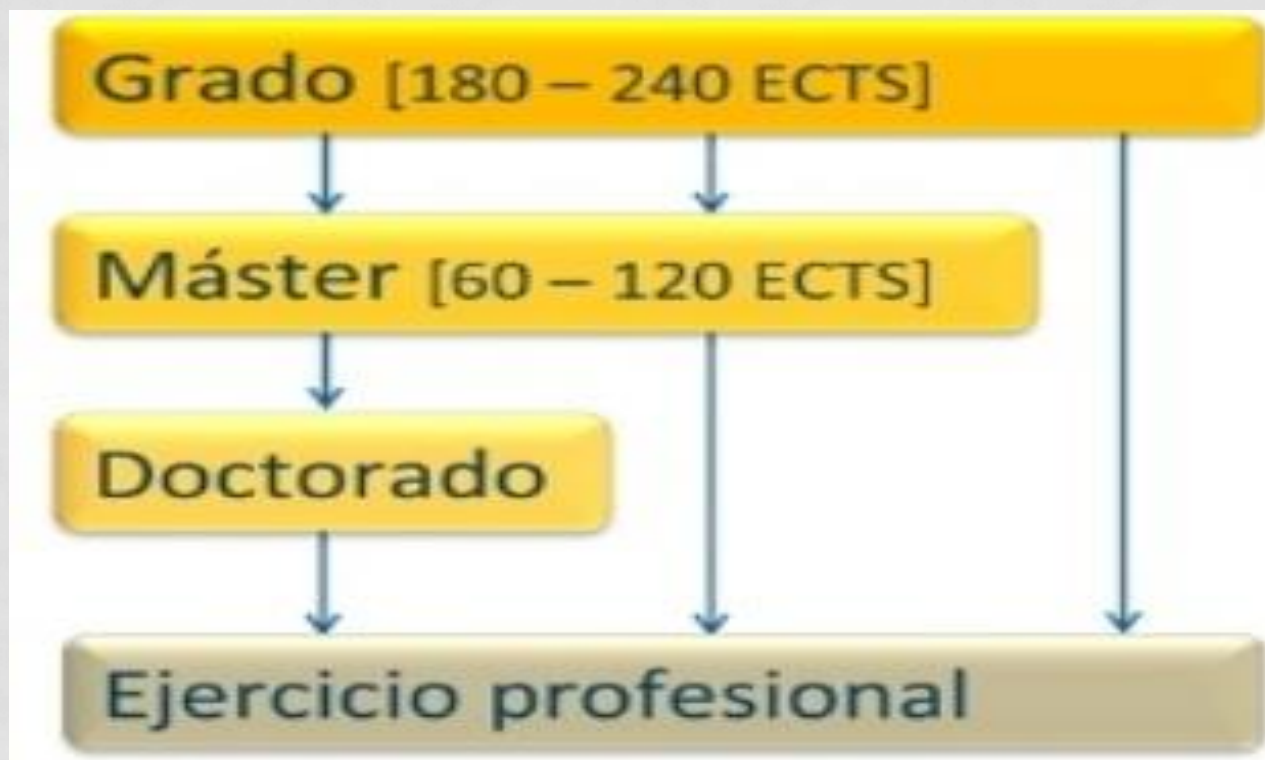 Grado [180 – 240 ECTS]
Máster [60 – 120 ECTS]
Doctorado
Ejercicio profesional